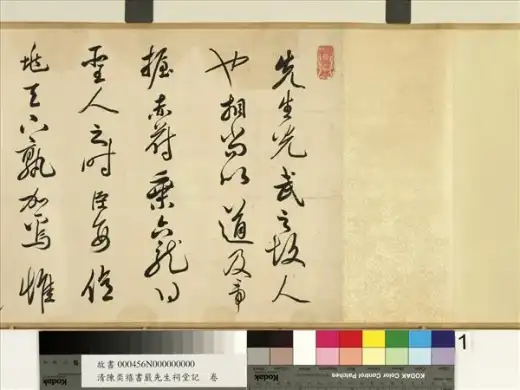 先生光武之故人
也相尚以道及帝
握赤符乘六龍得
聖人之時臣妾億
兆天下孰加焉惟
故書 000456N000000000
清陳奕禧書嚴先生祠堂記 卷
KODAK Color Control Patches
1